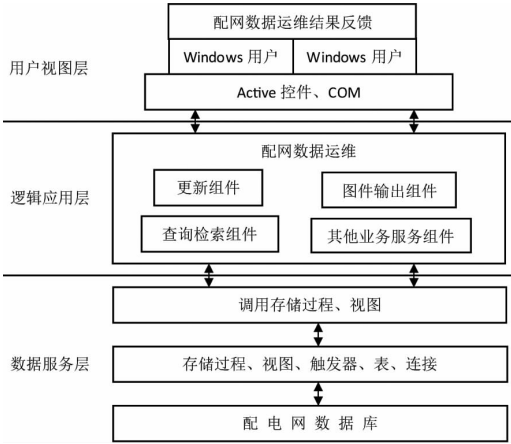 配网数据运维结果反馈
Windows 用户
Windows 用户
用户视图层
Active 控件、COM
配网数据运维
更新组件
图件输出组件
逻辑应用层
查询检索组件
其他业务服务组件
调用存储过程、视图
数据服务层
存储过程、视图、触发器、表、连接
配 电 网 数 据 库